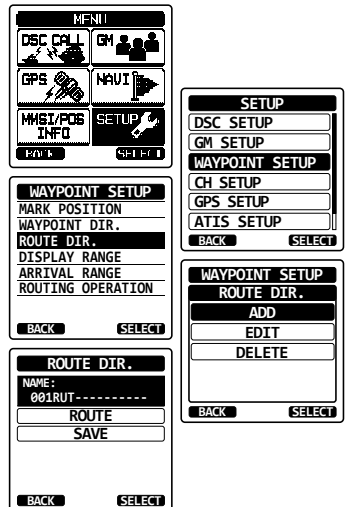 MENU
DSC CALL
GM
GPS
NAVI
MMSI/POS
INFO
SETUP
BACK
SELECT
SETUP
DSC SETUP
GM SETUP
WAYPOINT SETUP
CH SETUP
GPS SETUP
ATIS SETUP
BACK
SELECT
WAYPOINT SETUP
MARK POSITION
WAYPOINT DIR.
ROUTE DIR.
DISPLAY RANGE
ARRIVAL RANGE
ROUTING OPERATION
BACK
SELECT
WAYPOINT SETUP
ROUTE DIR.
ADD
EDIT
DELETE
BACK
SELECT
ROUTE DIR.
NAME:
001RUT----------
ROUTE
SAVE
BACK
SELECT